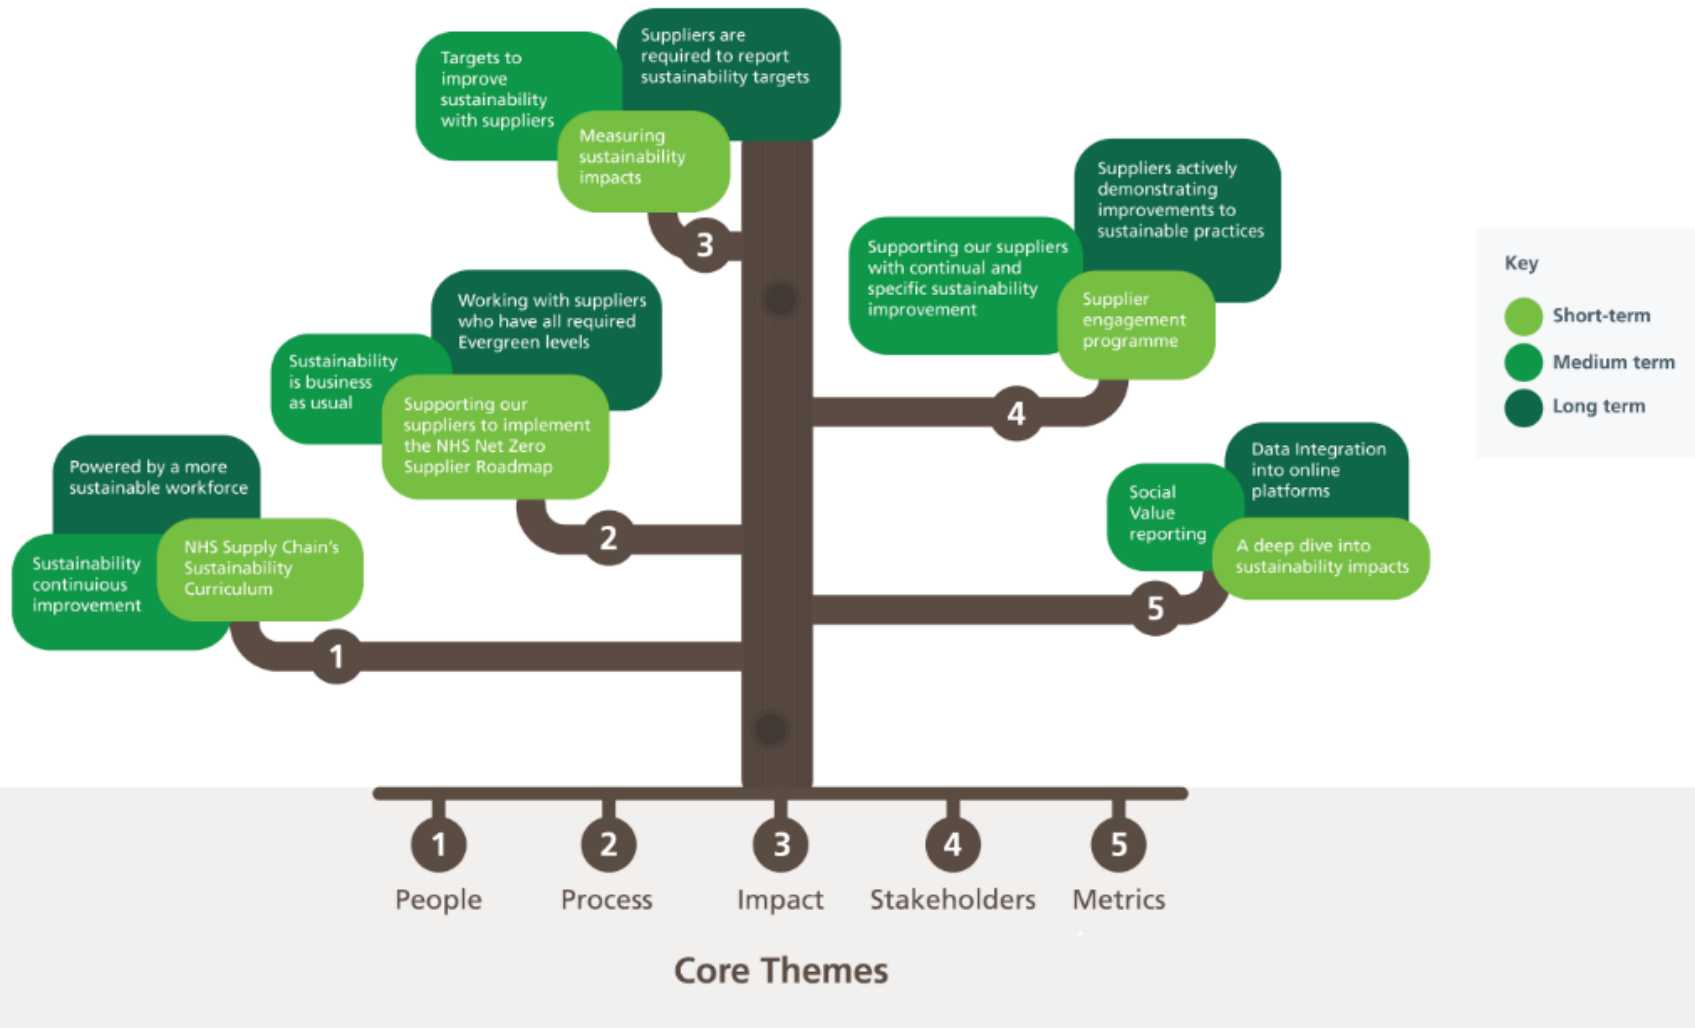 Suppliers are
required to report
sustainability targets
Targets to
improve
sustainability
with suppliers
Measuring
sustainability
impacts
3
Suppliers actively
demonstrating
improvements to
sustainable practices
Supporting our suppliers
with continual and
specific sustainability
improvement
Supplier
engagement
programme
4
Key
Short-term
Medium term
Long term
Working with suppliers
who have all required
Evergreen levels
Sustainability
is business
as usual
Supporting our
suppliers to implement
the NHS Net Zero
Supplier Roadmap
2
Powered by a more
sustainable workforce
Sustainability
continuious
improvement
NHS Supply Chain's
Sustainability
Curriculum
1
Data Integration
into online
platforms
Social
Value
reporting
A deep dive into
sustainability impacts
5
1
2
3
4
5
People
Process
Impact
Stakeholders
Metrics
Core Themes